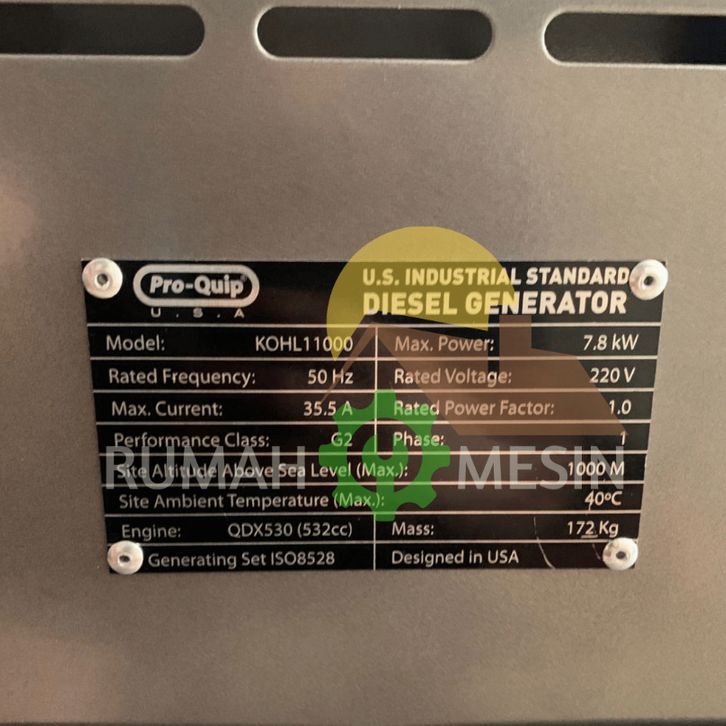 Pro-Quip®
U.S.A
U.S. INDUSTRIAL STANDARD
DIESEL GENERATOR
Model: KOHL11000 Max. Power: 7.8 kW
Rated Frequency: 50 Hz Rated Voltage: 220 V
Max. Current: 35.5 A Rated Power Factor: 1.0
Performance Class: G2 Phase: 1
RUMAH MESIN
Site Altitude Above Sea Level (Max.): 1000 M
Site Ambient Temperature (Max.): 40ºC
Engine: QDX530 (532cc) Mass: 172 Kg
Generating Set ISO8528 Designed in USA